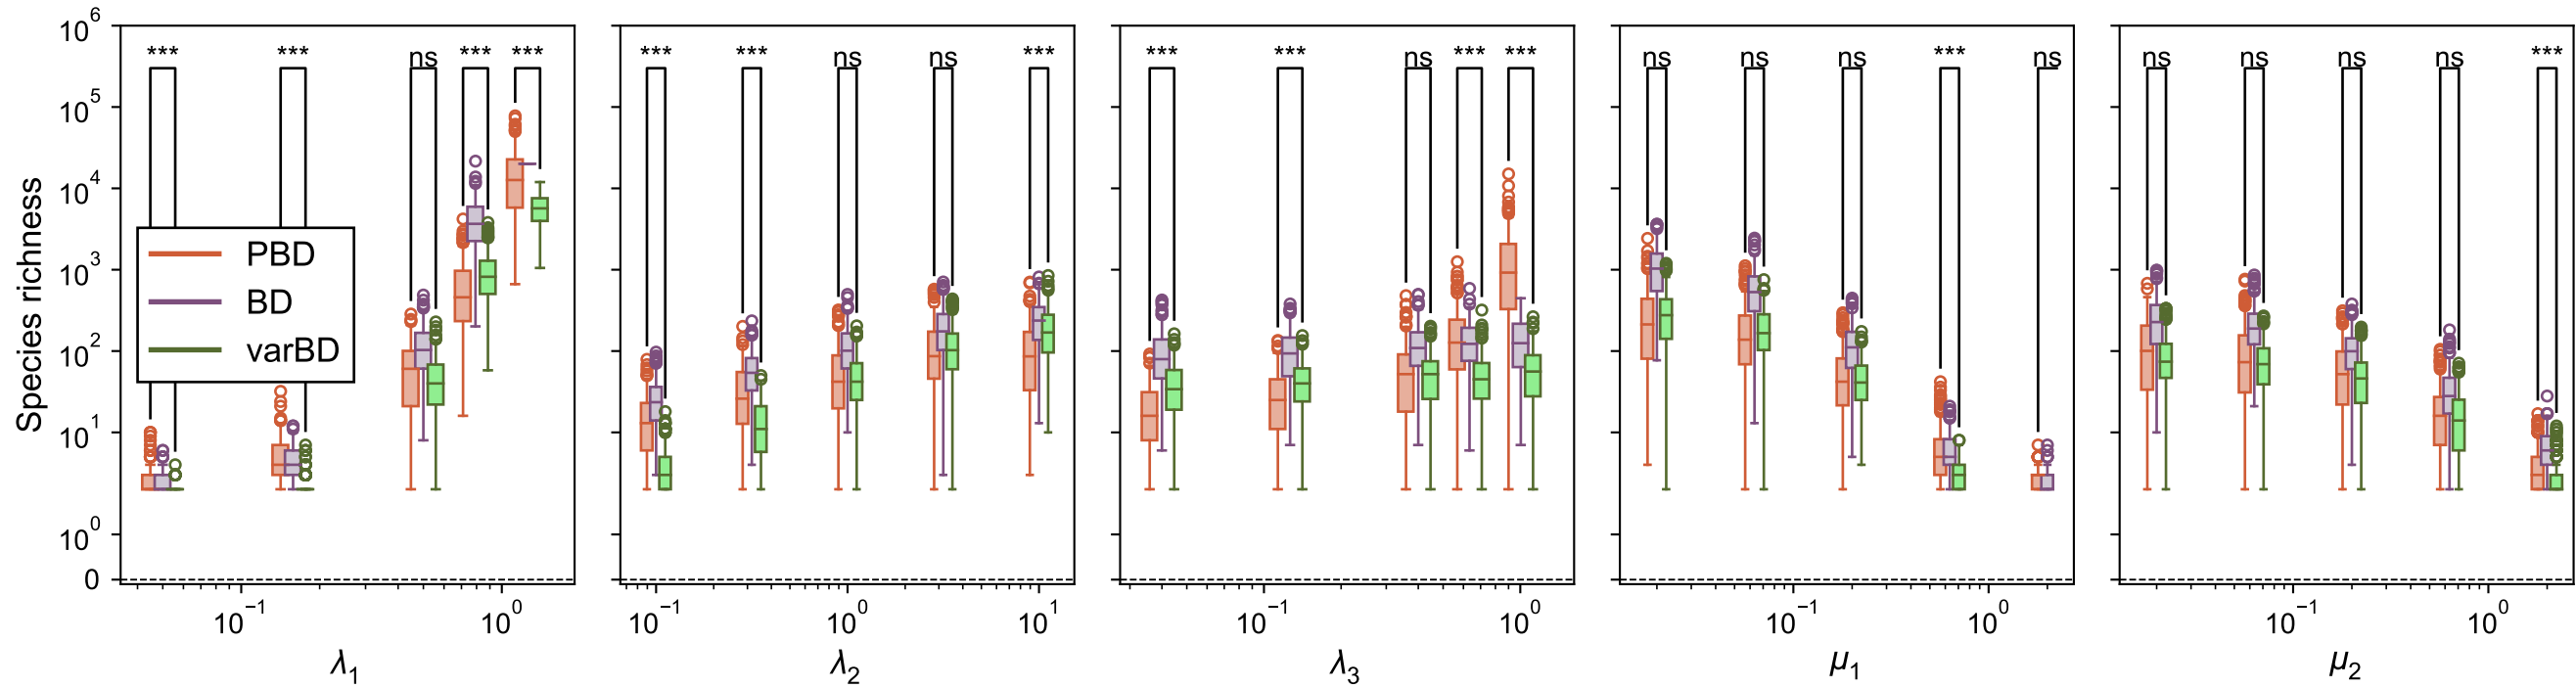 *** *** ns *** ***
*** *** ns ns ***
*** *** ns *** ***
ns ns ns *** ns
ns ns ns ns ***
Species richness
10^6
10^5
10^4
10^3
10^2
10^1
10^0
0
PBD
BD
varBD
10^−1 10^0
10^−1 10^0 10^1
10^−1 10^0
10^−1 10^0
10^−1 10^0
λ1
λ2
λ3
μ1
μ2